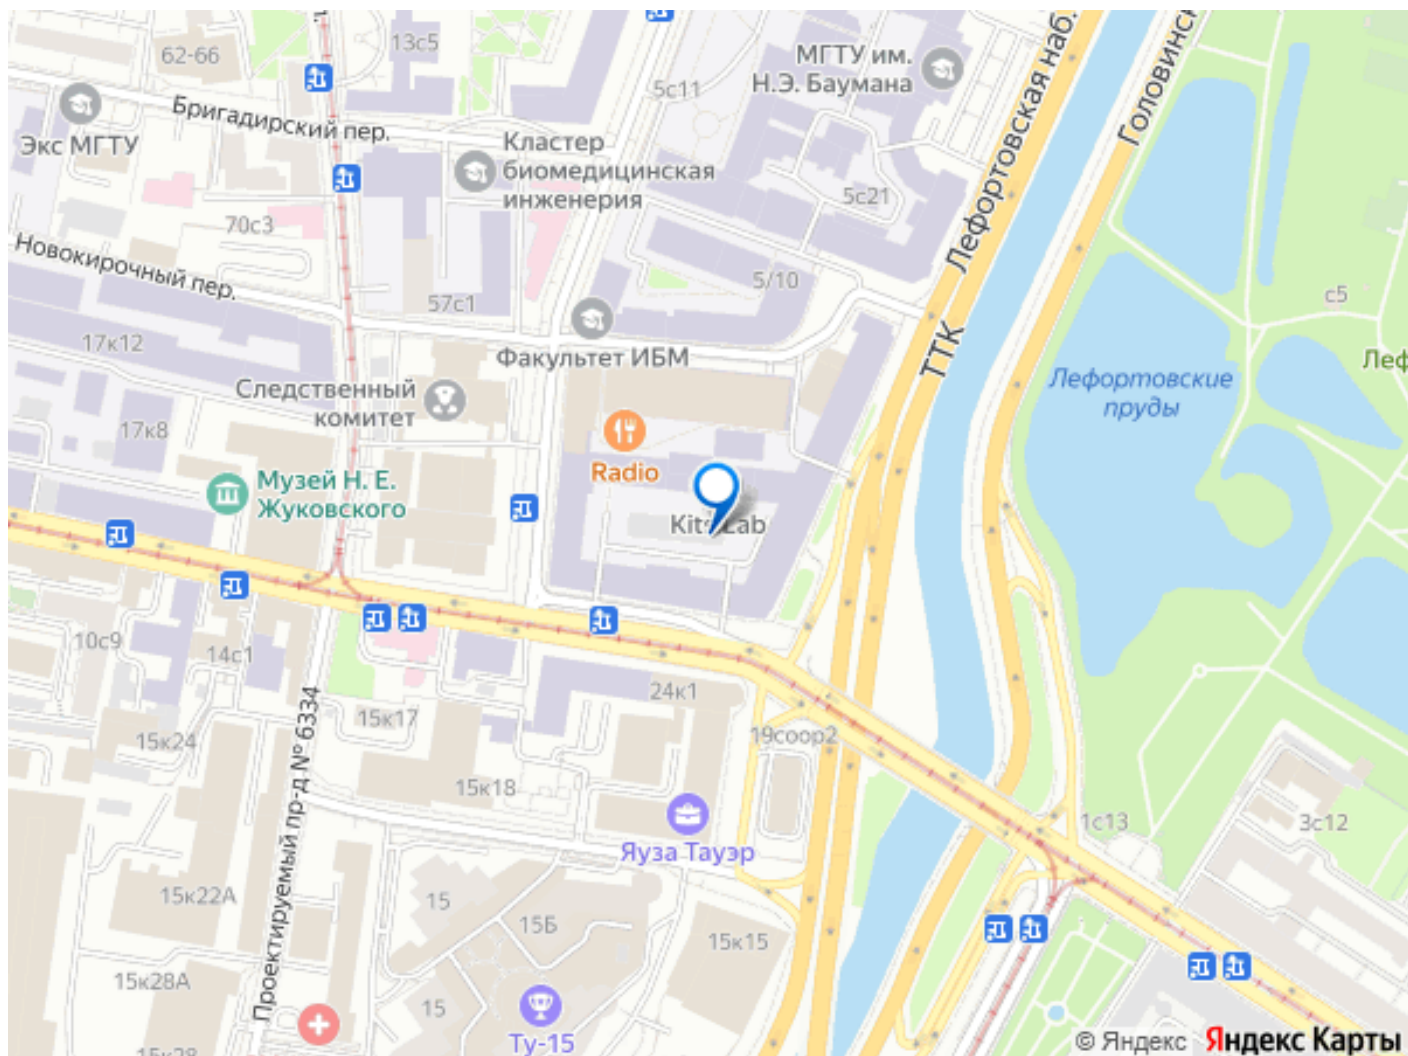 62-66
13с5
МГТУ им.
Н.Э. Баумана
5с11
Лефортовская наб.
Бригадирский пер.
Экс МГТУ
Кластер
биомедицинская
инженерия
5с21
70с3
Новокирочный пер.
57с1
5/10
с5
17к12
Факультет ИБМ
ТТК
Леф
Следственный
комитет
Лефортовские
пруды
17к8
Radio
Музей Н. Е.
Жуковского
10с9
14с1
24к1
Проектируемый пр-д № 6334
15к17
15к24
19соор2
15к18
1с13
3с12
Яуза Тауэр
15к22А
15
15Б
15к15
15к28А
15
Ту-15
15к28
© Яндекс Яндекс Карты